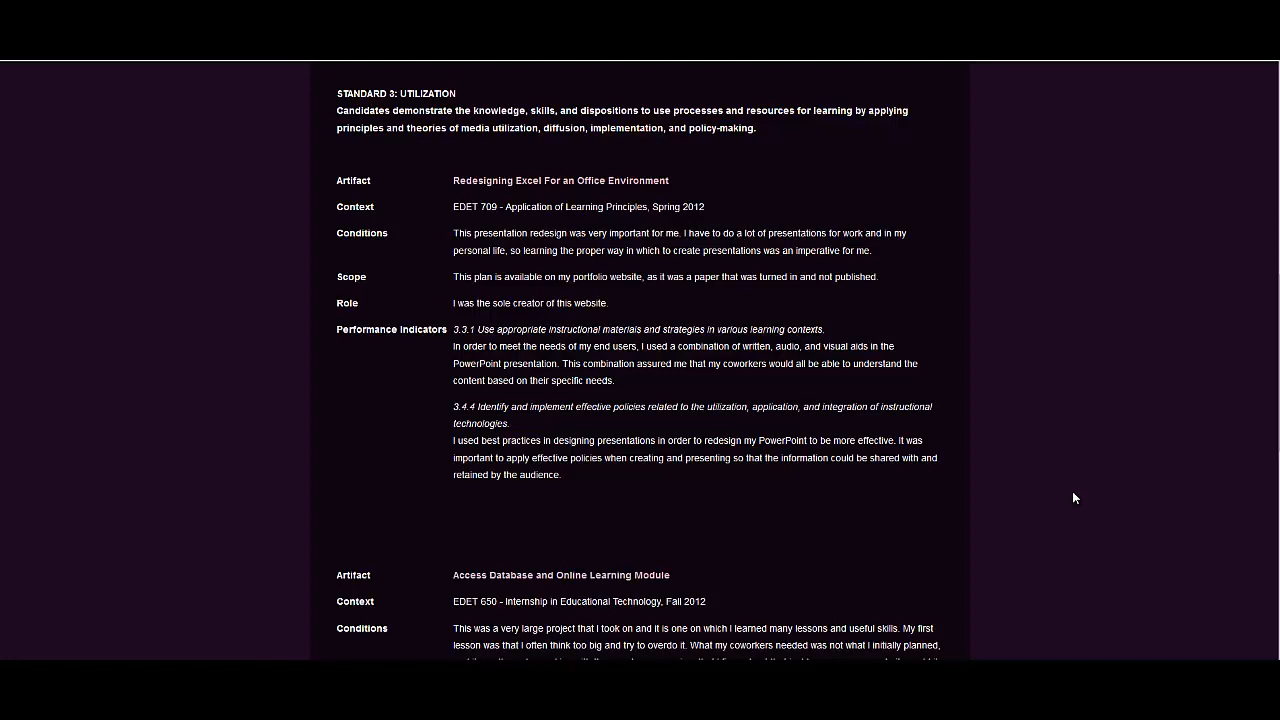 STANDARD 3: UTILIZATION
Candidates demonstrate the knowledge, skills, and dispositions to use processes and resources for learning by applying
principles and theories of media utilization, diffusion, implementation, and policy-making.
Artifact Redesigning Excel For an Office Environment
Context EDET 709 - Application of Learning Principles, Spring 2012
Conditions This presentation redesign was very important for me. I have to do a lot of presentations for work and in my
personal life, so learning the proper way in which to create presentations was an imperative for me.
Scope This plan is available on my portfolio website, as it was a paper that was turned in and not published.
Role I was the sole creator of this website.
Performance Indicators 3.3.1 Use appropriate instructional materials and strategies in various learning contexts.
In order to meet the needs of my end users, I used a combination of written, audio, and visual aids in the
PowerPoint presentation. This combination assured me that my coworkers would all be able to understand the
content based on their specific needs.
3.4.4 Identify and implement effective policies related to the utilization, application, and integration of instructional
technologies.
I used best practices in designing presentations in order to redesign my PowerPoint to be more effective. It was
important to apply effective policies when creating and presenting so that the information could be shared with and
retained by the audience.
Artifact Access Database and Online Learning Module
Context EDET 650 - Internship in Educational Technology, Fall 2012
Conditions This was a very large project that I took on and it is one on which I learned many lessons and useful skills. My first
lesson was that I often think too big and try to overdo it. What my coworkers needed was not what I initially planned,